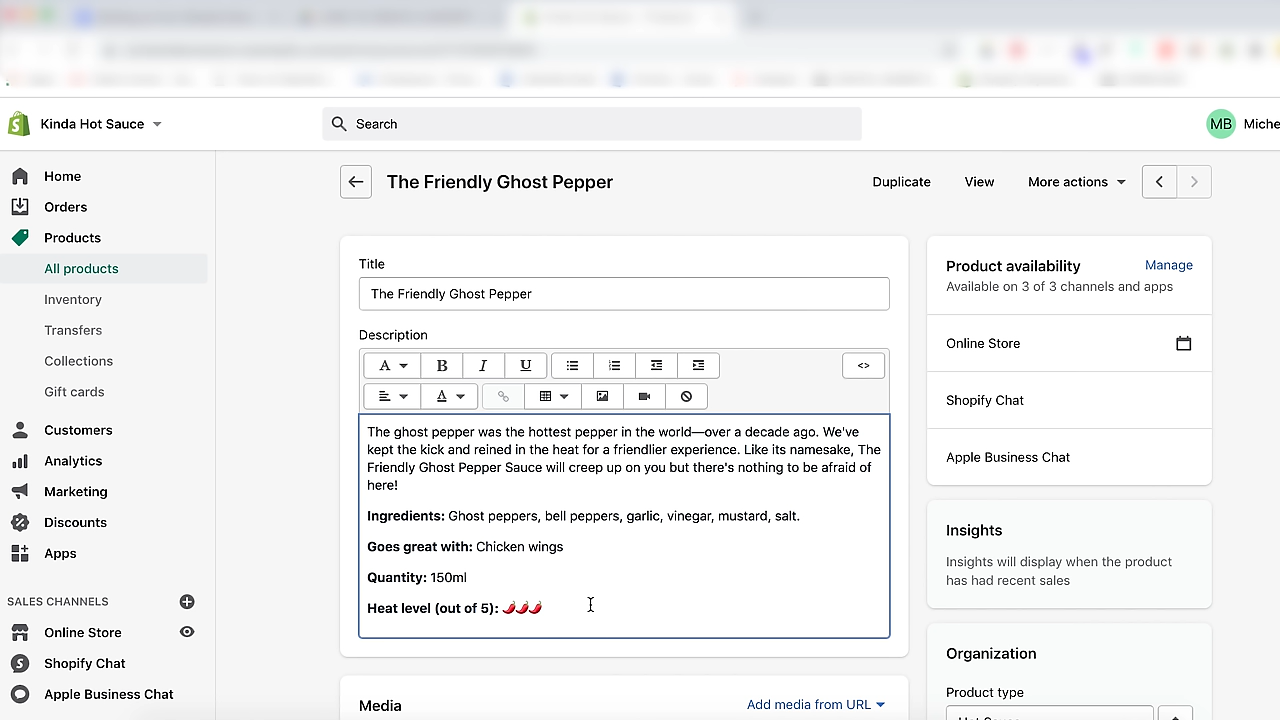 Kinda Hot Sauce
Search
MB Miche
Home
Orders
Products
All products
Inventory
Transfers
Collections
Gift cards
Customers
Analytics
Marketing
Discounts
Apps
SALES CHANNELS
Online Store
Shopify Chat
Apple Business Chat
The Friendly Ghost Pepper
Duplicate View More actions
Title
The Friendly Ghost Pepper
Description
A B I U <>
A
The ghost pepper was the hottest pepper in the world—over a decade ago. We've
kept the kick and reined in the heat for a friendlier experience. Like its namesake, The
Friendly Ghost Pepper Sauce will creep up on you but there's nothing to be afraid of
here!
Ingredients: Ghost peppers, bell peppers, garlic, vinegar, mustard, salt.
Goes great with: Chicken wings
Quantity: 150ml
Heat level (out of 5): 🌶️🌶️🌶️
Media Add media from URL
Product availability Manage
Available on 3 of 3 channels and apps
Online Store
Shopify Chat
Apple Business Chat
Insights
Insights will display when the product
has had recent sales
Organization
Product type
Hot Sauce